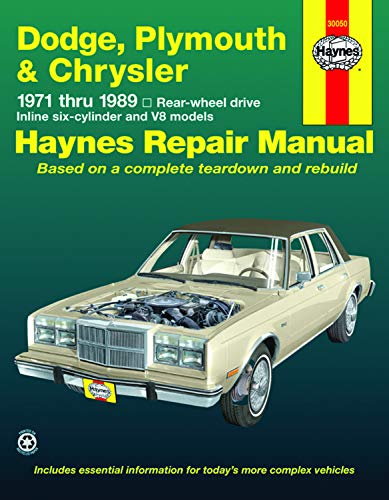 30050
Haynes
Dodge, Plymouth
& Chrysler
1971 thru 1989 □ Rear-wheel drive
Inline six-cylinder and V8 models
Haynes Repair Manual
Based on a complete teardown and rebuild
Haynes
Includes essential information for today's more complex vehicles